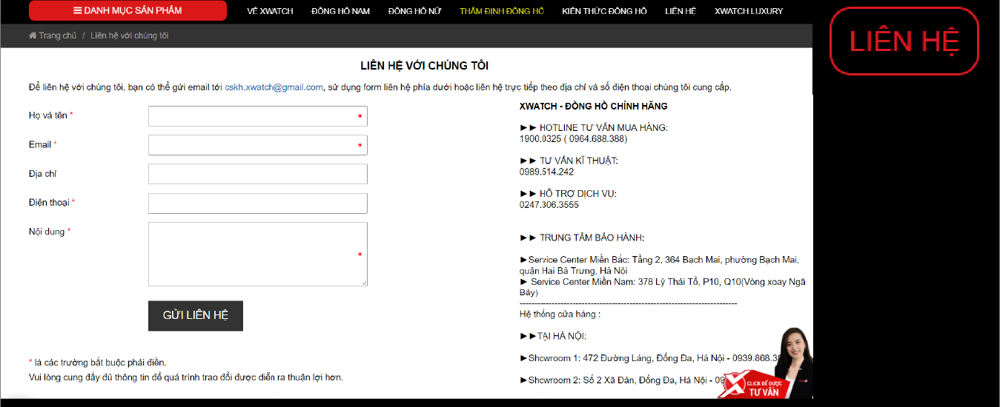 DANH MỤC SẢN PHẨM
VỀ XWATCH
ĐỒNG HỒ NAM
ĐỒNG HỒ NỮ
THẨM ĐỊNH ĐỒNG HỒ
KIẾN THỨC ĐỒNG HỒ
LIÊN HỆ
XWATCH LUXURY
LIÊN HỆ
Trang chủ / Liên hệ với chúng tôi
LIÊN HỆ VỚI CHÚNG TÔI
Để liên hệ với chúng tôi, bạn có thể gửi email tới cskh.xwatch@gmail.com, sử dụng form liên hệ phía dưới hoặc liên hệ trực tiếp theo địa chỉ và số điện thoại chúng tôi cung cấp.
Họ và tên *
*
Email *
*
Địa chỉ
Điện thoại *
Nội dung *
*
GỬI LIÊN HỆ
* là các trường bắt buộc phải điền.
Vui lòng cung đầy đủ thông tin để quá trình trao đổi được diễn ra thuận lợi hơn.
XWATCH - ĐỒNG HỒ CHÍNH HÃNG
►► HOTLINE TƯ VẤN MUA HÀNG:
1900.0325 ( 0964.688.388)
►► TƯ VẤN KĨ THUẬT:
0989.514.242
►► HỖ TRỢ DỊCH VỤ:
0247.306.3555
►► TRUNG TÂM BẢO HÀNH:
►Service Center Miền Bắc: Tầng 2, 364 Bạch Mai, phường Bạch Mai,
quận Hai Bà Trưng, Hà Nội
► Service Center Miền Nam: 378 Lý Thái Tổ, P10, Q10(Vòng xoay Ngã
Bảy)
--------------------------------------------------------------------------
Hệ thống cửa hàng :
►►TẠI HÀ NỘI:
►Showroom 1: 472 Đường Láng, Đống Đa, Hà Nội - 0939.868.
►Showroom 2: Số 2 Xã Đàn, Đống Đa, Hà Nội -
CLICK ĐỂ ĐƯỢC
TƯ VẤN